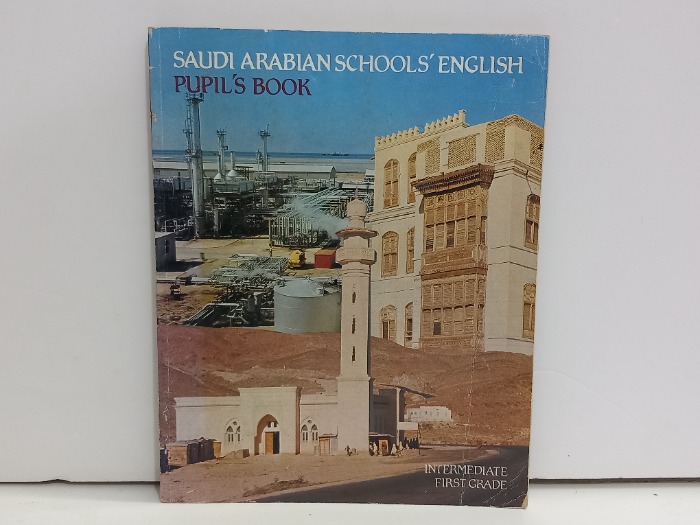 SAUDI ARABIAN SCHOOLS' ENGLISH
PUPIL'S BOOK
INTERMEDIATE
FIRST GRADE